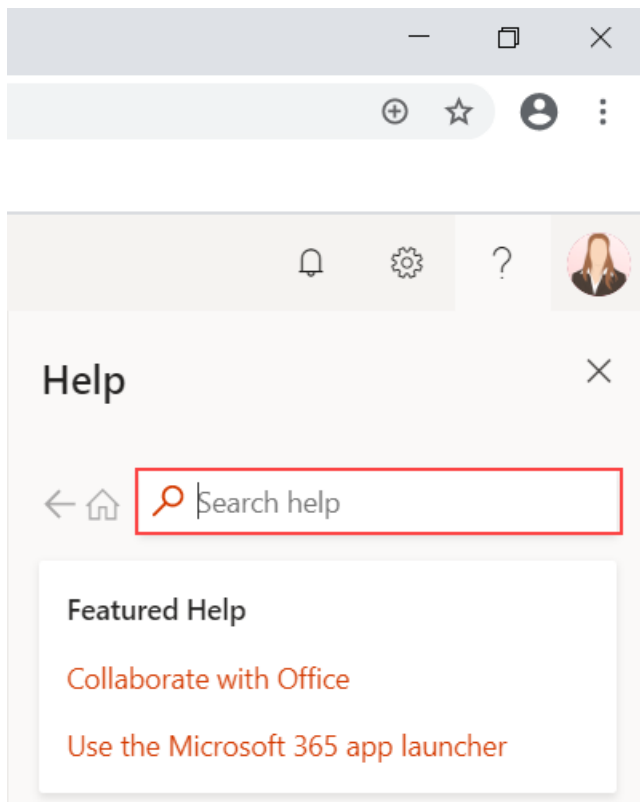 ?
Help
Search help
Featured Help
Collaborate with Office
Use the Microsoft 365 app launcher